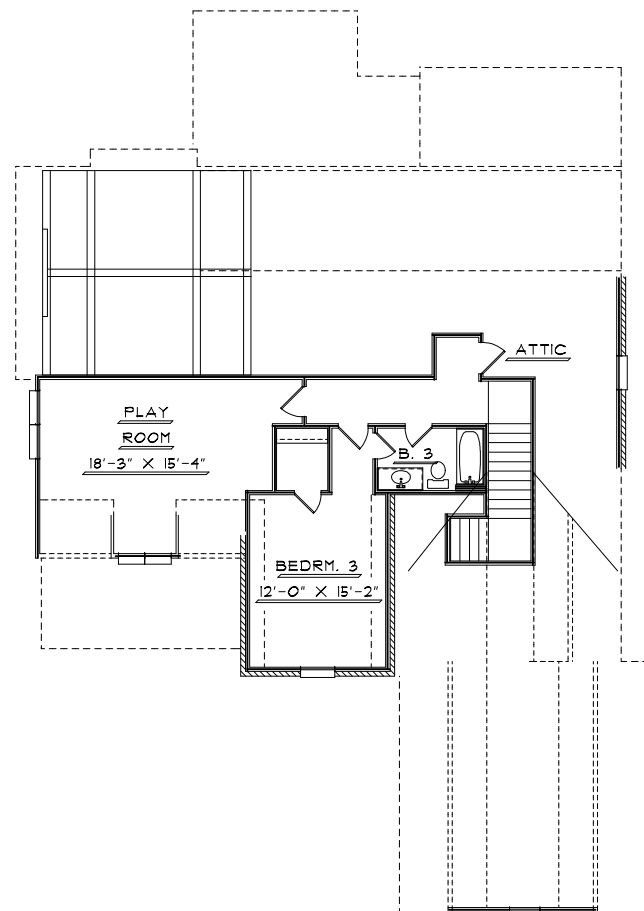 ATTIC
PLAY
ROOM
18'-3" X 15'-4"
B. 3
BEDRM. 3
12'-0" X 15'-2"